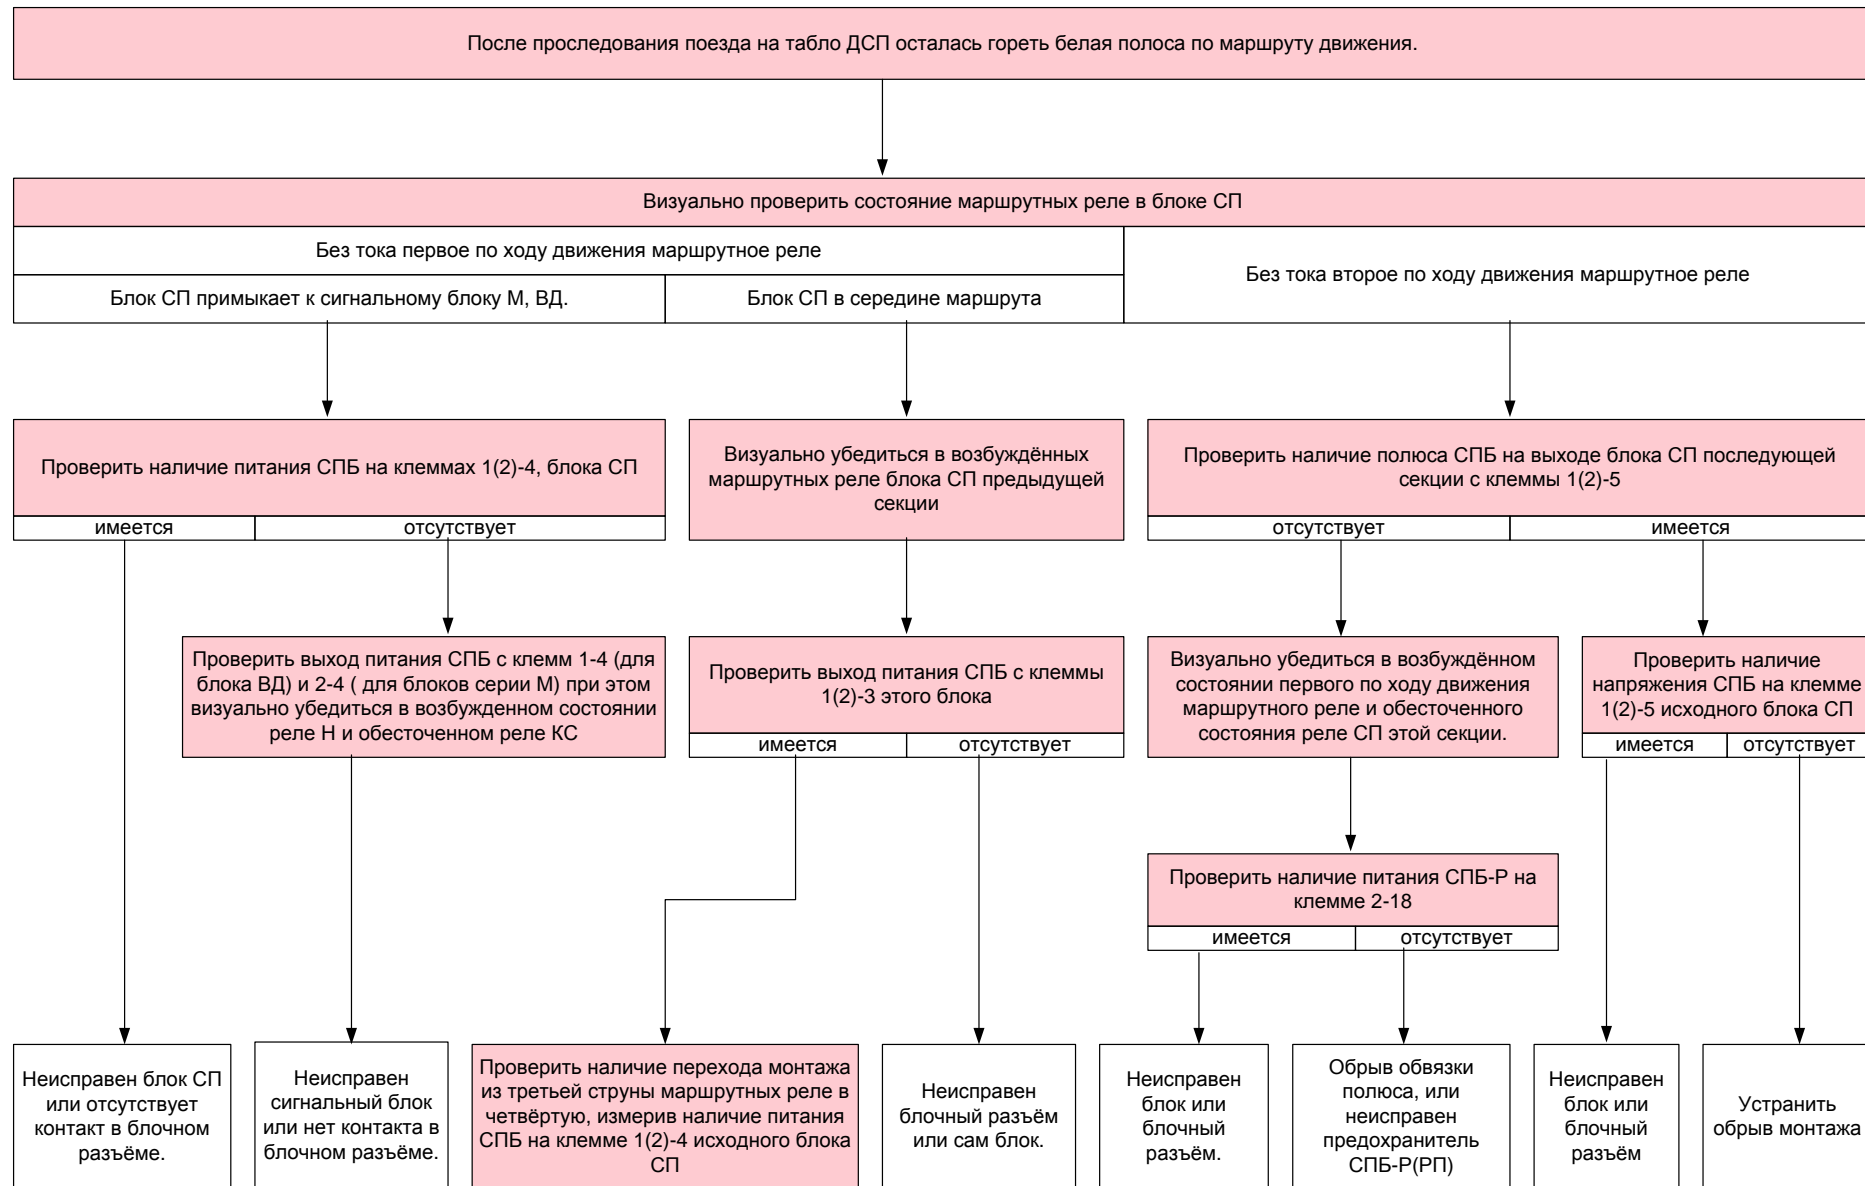 После проследования поезда на табло ДСП осталась гореть белая полоса по маршруту движения.
Визуально проверить состояние маршрутных реле в блоке СП
Без тока первое по ходу движения маршрутное реле
Без тока второе по ходу движения маршрутное реле
Блок СП примыкает к сигнальному блоку М, ВД.
Блок СП в середине маршрута
Проверить наличие питания СПБ на клеммах 1(2)-4, блока СП
имеется
отсутствует
Визуально убедиться в возбуждённых
маршрутных реле блока СП предыдущей
секции
Проверить наличие полюса СПБ на выходе блока СП последующей
секции с клеммы 1(2)-5
отсутствует
имеется
Проверить выход питания СПБ с клемм 1-4 (для
блока ВД) и 2-4 ( для блоков серии М) при этом
визуально убедиться в возбужденном состоянии
реле Н и обесточенном реле КС
Проверить выход питания СПБ с клеммы
1(2)-3 этого блока
имеется
отсутствует
Визуально убедиться в возбуждённом
состоянии первого по ходу движения
маршрутного реле и обесточенного
состояния реле СП этой секции.
Проверить наличие
напряжения СПБ на клемме
1(2)-5 исходного блока СП
имеется
отсутствует
Проверить наличие питания СПБ-Р на
клемме 2-18
имеется
отсутствует
Неисправен блок СП
или отсутствует
контакт в блочном
разъёме.
Неисправен
сигнальный блок
или нет контакта в
блочном разъёме.
Проверить наличие перехода монтажа
из третьей струны маршрутных реле в
четвёртую, измерив наличие питания
СПБ на клемме 1(2)-4 исходного блока
СП
Неисправен
блочный разъём
или сам блок.
Неисправен
блок или
блочный
разъём.
Обрыв обвязки
полюса, или
неисправен
предохранитель
СПБ-Р(РП)
Неисправен
блок или
блочный
разъём
Устранить
обрыв монтажа